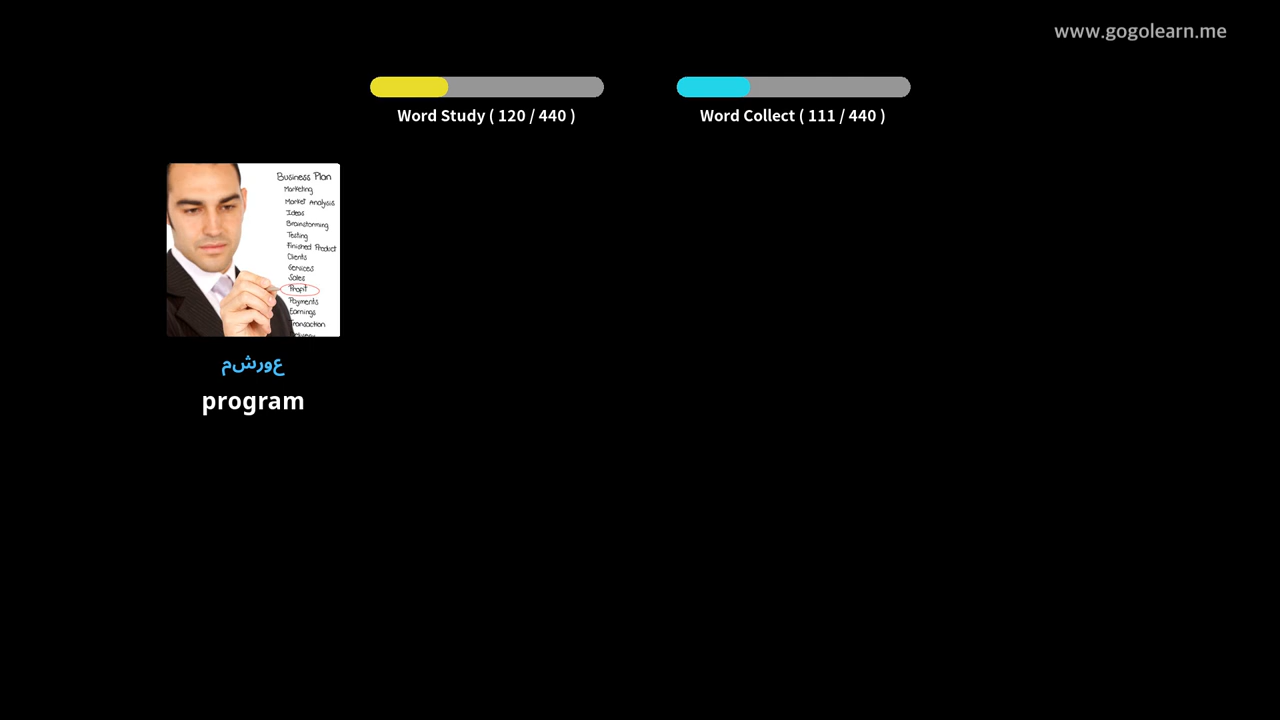 www.gogolearn.me
Word Study ( 120 / 440 )
Word Collect ( 111 / 440 )
Business Plan
Marketing
Market Analysis
Ideas
Brainstorming
Testing
Finished Product
Clients
Services
Sales
Profit
Payments
Earnings
Transaction
Delivery
مشروع
program